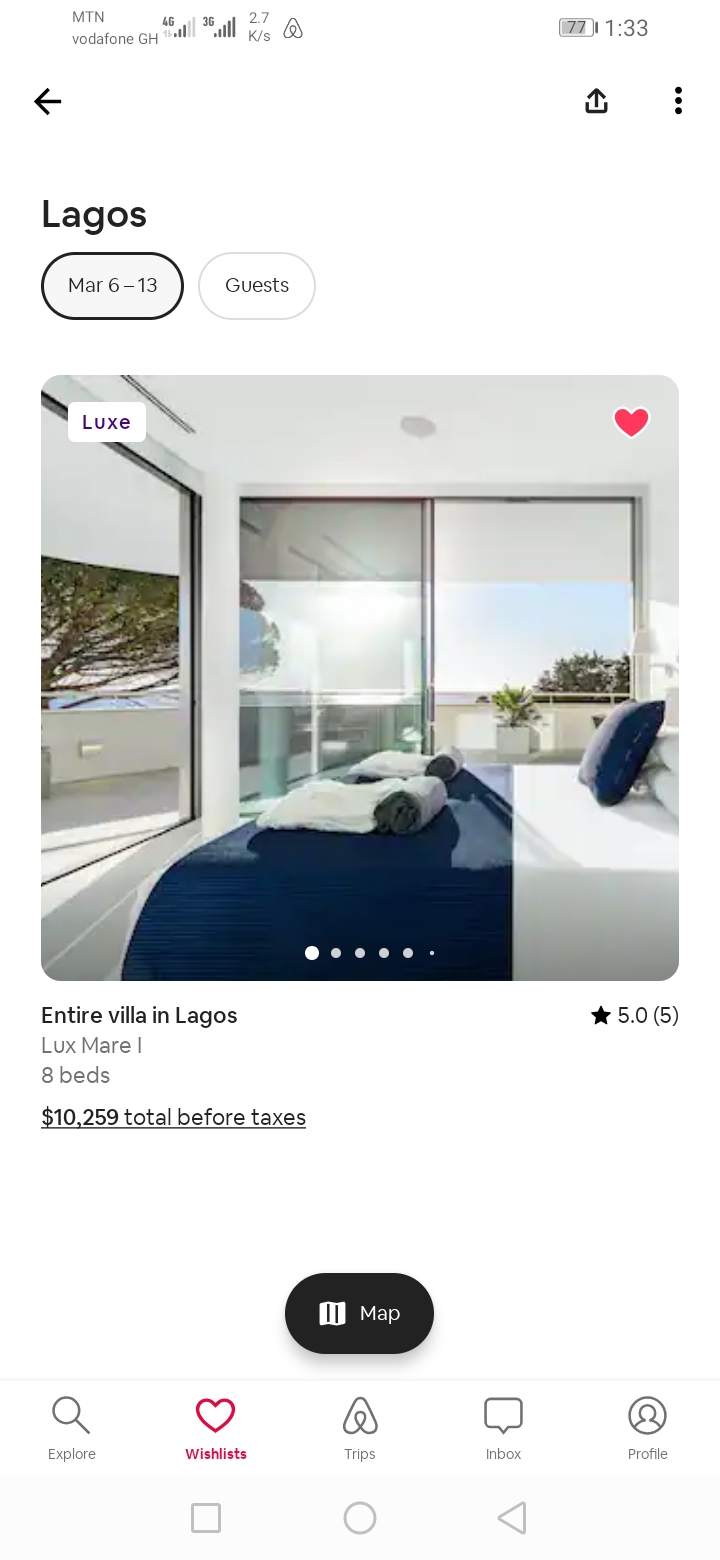 MTN
vodafone GH
4G
3G
2.7
K/s
77
1:33
Lagos
Mar 6 – 13
Guests
Luxe
Entire villa in Lagos
5.0 (5)
Lux Mare I
8 beds
$10,259 total before taxes
Map
Explore
Wishlists
Trips
Inbox
Profile